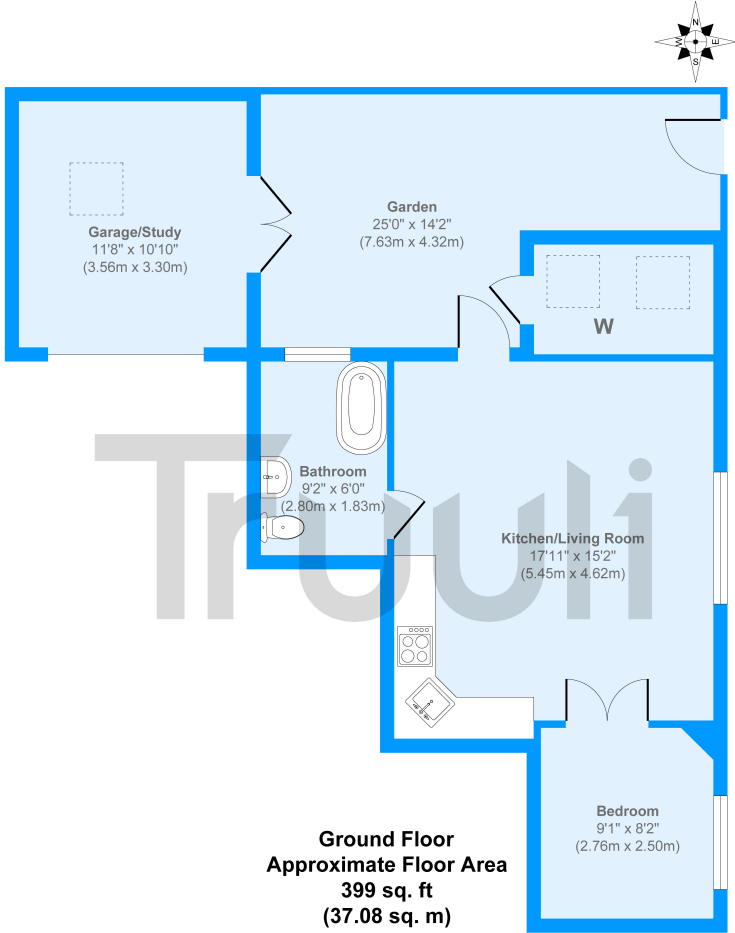 N
W
E
S
Garage/Study
11'8" x 10'10"
(3.56m x 3.30m)
Garden
25'0" x 14'2"
(7.63m x 4.32m)
W
Bathroom
9'2" x 6'0"
(2.80m x 1.83m)
Truuli
Kitchen/Living Room
17'11" x 15'2"
(5.45m x 4.62m)
Bedroom
9'1" x 8'2"
(2.76m x 2.50m)
Ground Floor
Approximate Floor Area
399 sq. ft
(37.08 sq. m)